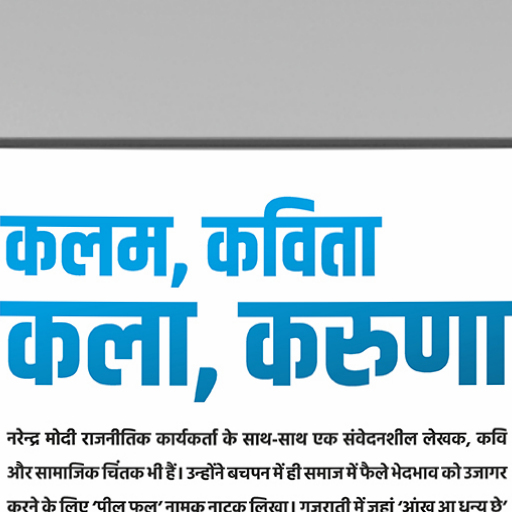 कलम, कविता
कला, करुणा
नरेन्द्र मोदी राजनीतिक कार्यकर्ता के साथ-साथ एक संवेदनशील लेखक, कवि
और सामाजिक चिंतक भी हैं। उन्होंने बचपन में ही समाज में फैले भेदभाव को उजागर
करने के लिए ‘पीलू फूल‘ नामक नाटक लिखा। गुजराती में जहां ‘आंख आ धन्य छे’